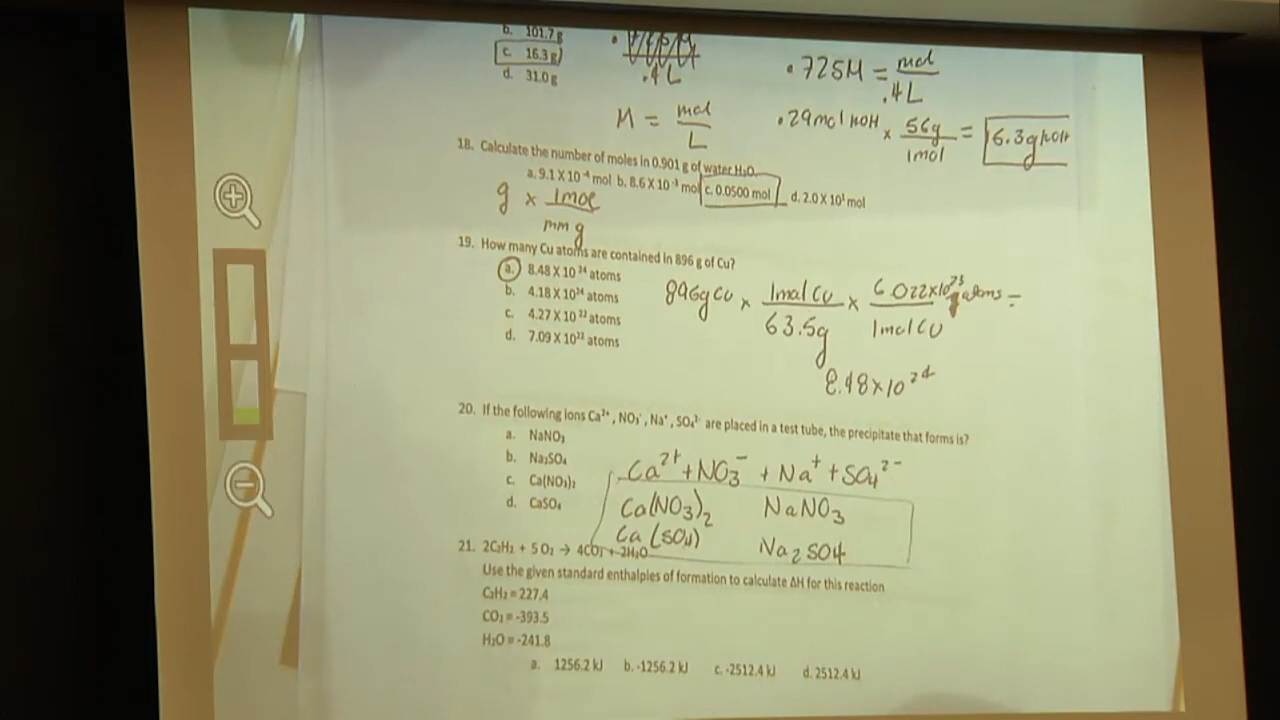 b. 101.7 g
c. 16.3 g
d. 31.0 g
.4L
.725M = mol / .4L
M = mol / L
.29mol KOH × 56g / 1mol = 16.3g KOH
18. Calculate the number of moles in 0.901 g of water H₂O.
a. 9.1 X 10⁻⁴ mol b. 8.6 X 10⁻³ mol c. 0.0500 mol d. 2.0 X 10¹ mol
g × 1mol / mm g
19. How many Cu atoms are contained in 896 g of Cu?
a. 8.48 X 10²⁴ atoms
b. 4.18 X 10²⁴ atoms
c. 4.27 X 10²² atoms
d. 7.09 X 10²³ atoms
896g Cu × 1mol Cu / 63.5g × 6.022×10²³ atoms / 1mol Cu =
8.48×10²⁴
20. If the following ions Ca²⁺, NO₃⁻, Na⁺, SO₄²⁻ are placed in a test tube, the precipitate that forms is?
a. NaNO₃
b. Na₂SO₄
c. Ca(NO₃)₂
d. CaSO₄
Ca²⁺ + NO₃⁻ + Na⁺ + SO₄²⁻
Ca(NO₃)₂ NaNO₃
Ca(SO₄) Na₂SO₄
21. 2C₂H₂ + 5 O₂ → 4CO₂ + 2H₂O
Use the given standard enthalpies of formation to calculate ΔH for this reaction
C₂H₂ = 227.4
CO₂ = -393.5
H₂O = -241.8
a. 1256.2 kJ b. -1256.2 kJ c. -2512.4 kJ d. 2512.4 kJ